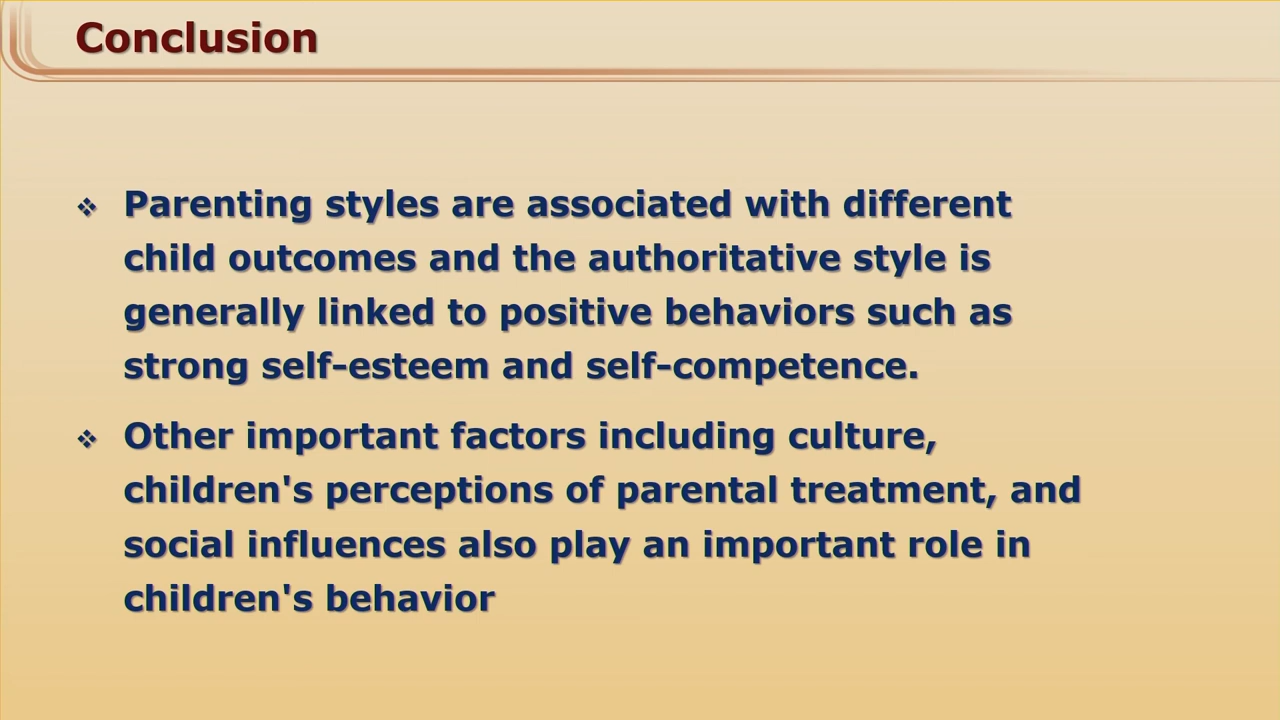 Conclusion
❖ Parenting styles are associated with different
child outcomes and the authoritative style is
generally linked to positive behaviors such as
strong self-esteem and self-competence.
❖ Other important factors including culture,
children's perceptions of parental treatment, and
social influences also play an important role in
children's behavior